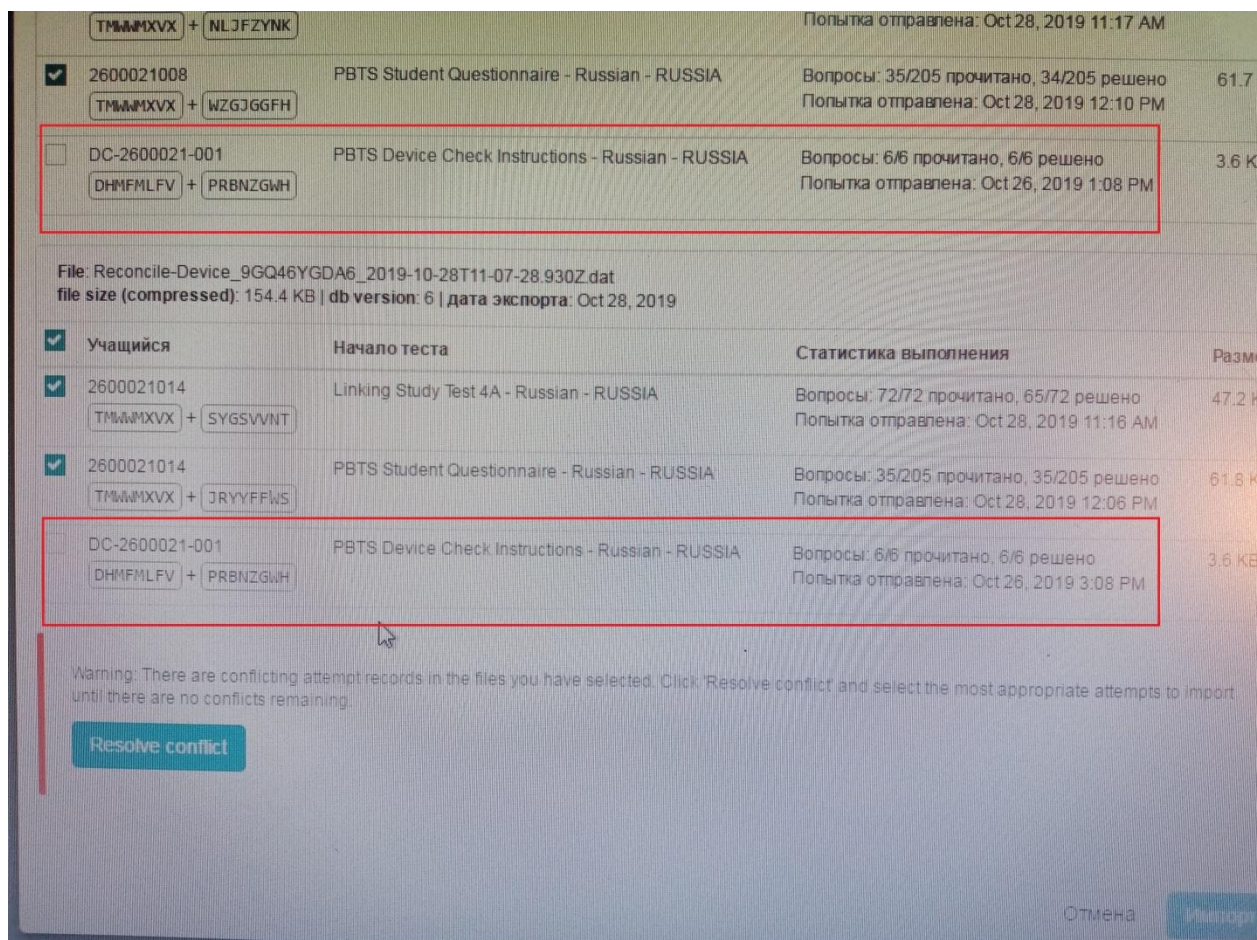 TMWWMXVX + NLJFZYNK
Попытка отправлена: Oct 28, 2019 11:17 AM
2600021008 PBTS Student Questionnaire - Russian - RUSSIA Вопросы: 35/205 прочитано, 34/205 решено 61.7
TMWWMXVX + WZGJGGFH Попытка отправлена: Oct 28, 2019 12:10 PM
DC-2600021-001 PBTS Device Check Instructions - Russian - RUSSIA Вопросы: 6/6 прочитано, 6/6 решено 3.6 K
DHMFMLFV + PRBNZGWH Попытка отправлена: Oct 26, 2019 1:08 PM
File: Reconcile-Device_9GQ46YGDA6_2019-10-28T11-07-28.930Z.dat
file size (compressed): 154.4 KB | db version: 6 | дата экспорта: Oct 28, 2019
Учащийся Начало теста Статистика выполнения Разм
2600021014 Linking Study Test 4A - Russian - RUSSIA Вопросы: 72/72 прочитано, 65/72 решено 47.2
TMWWMXVX + SYGSVVNT Попытка отправлена: Oct 28, 2019 11:16 AM
2600021014 PBTS Student Questionnaire - Russian - RUSSIA Вопросы: 35/205 прочитано, 35/205 решено 61.8 K
TMWWMXVX + JRYYFFWS Попытка отправлена: Oct 28, 2019 12:06 PM
DC-2600021-001 PBTS Device Check Instructions - Russian - RUSSIA Вопросы: 6/6 прочитано, 6/6 решено 3.6 KB
DHMFMLFV + PRBNZGWH Попытка отправлена: Oct 26, 2019 3:08 PM
Warning: There are conflicting attempt records in the files you have selected. Click 'Resolve conflict' and select the most appropriate attempts to import
until there are no conflicts remaining.
Resolve conflict
Отмена Импор